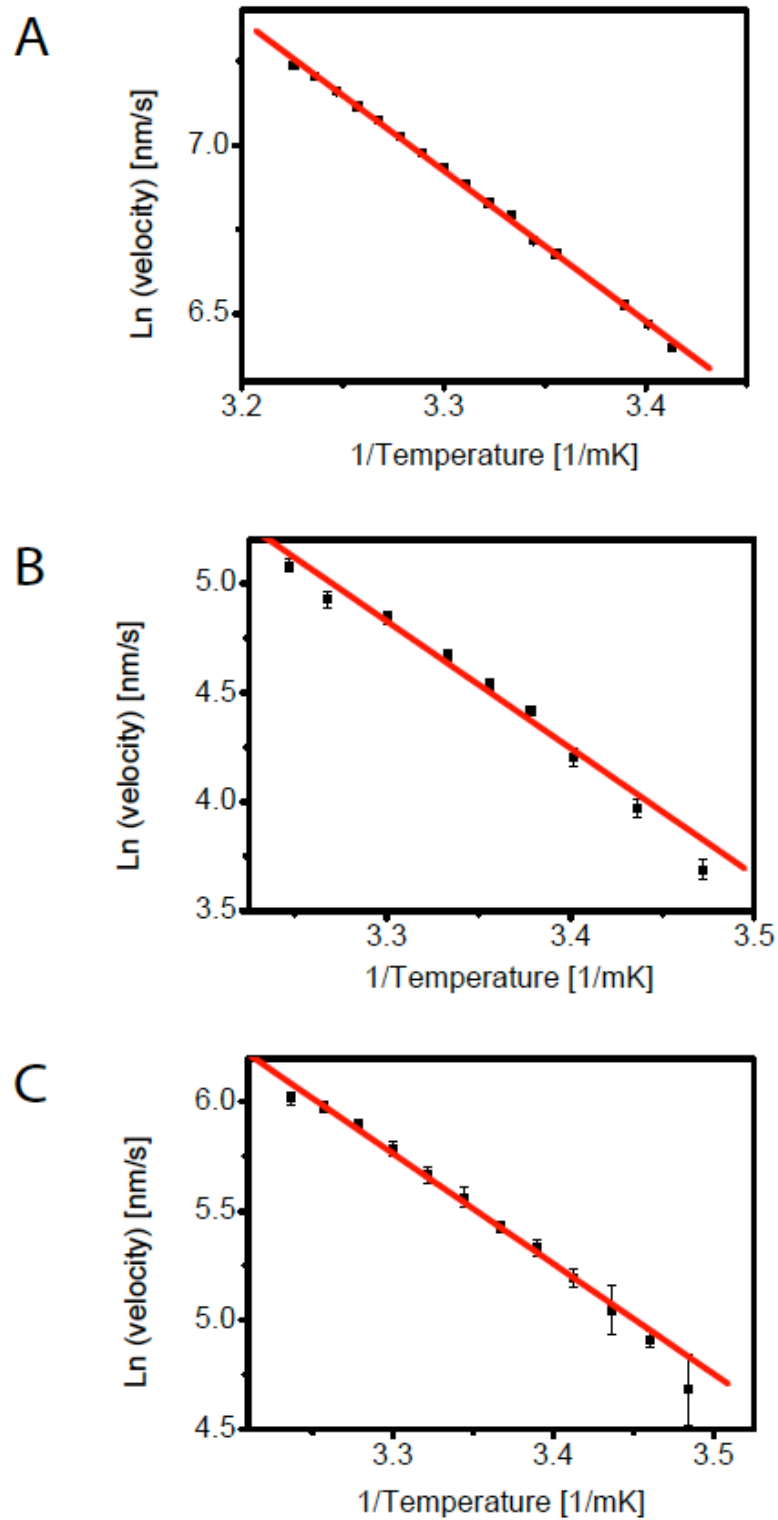 A
Ln (velocity) [nm/s]
7.0
6.5
3.2
3.3
3.4
1/Temperature [1/mK]
B
Ln (velocity) [nm/s]
5.0
4.5
4.0
3.5
3.3
3.4
3.5
1/Temperature [1/mK]
C
Ln (velocity) [nm/s]
6.0
5.5
5.0
4.5
3.3
3.4
3.5
1/Temperature [1/mK]